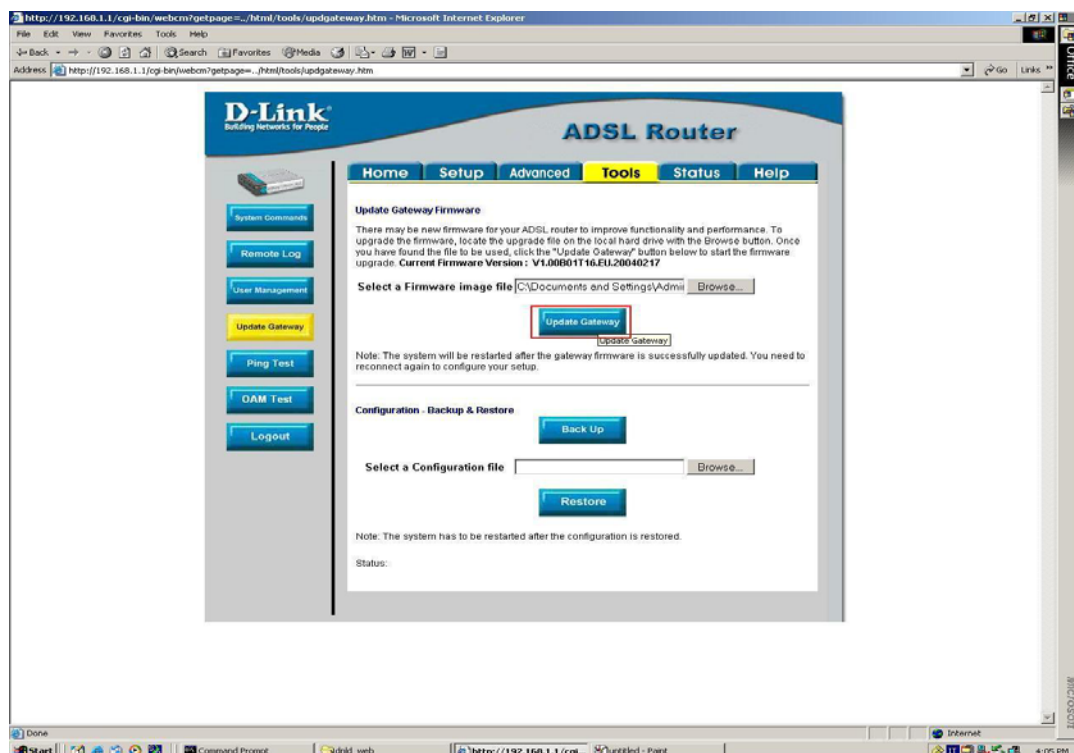 http://192.168.1.1/cgi-bin/webcm?getpage=../html/tools/updgateway.htm - Microsoft Internet Explorer
File Edit View Favorites Tools Help
Back Search Favorites Media
Address http://192.168.1.1/cgi-bin/webcm?getpage=../html/tools/updgateway.htm Go Links
Office
D-Link
Building Networks for People
ADSL Router
Home Setup Advanced Tools Status Help
System Commands
Remote Log
User Management
Update Gateway
Ping Test
OAM Test
Logout
Update Gateway Firmware
There may be new firmware for your ADSL router to improve functionality and performance. To
upgrade the firmware, locate the upgrade file on the local hard drive with the Browse button. Once
you have found the file to be used, click the "Update Gateway" button below to start the firmware
upgrade. Current Firmware Version : V1.00B01T16.EU.20040217
Select a Firmware image file C:\Documents and Settings\Admii Browse...
Update Gateway
Update Gateway
Note: The system will be restarted after the gateway firmware is successfully updated. You need to
reconnect again to configure your setup.
Configuration - Backup & Restore
Back Up
Select a Configuration file Browse...
Restore
Note: The system has to be restarted after the configuration is restored.
Status:
Microsoft
Done Internet
Start Command Prompt dnld_web http://192.168.1.1/cgi... untitled - Paint IT 4:05 PM